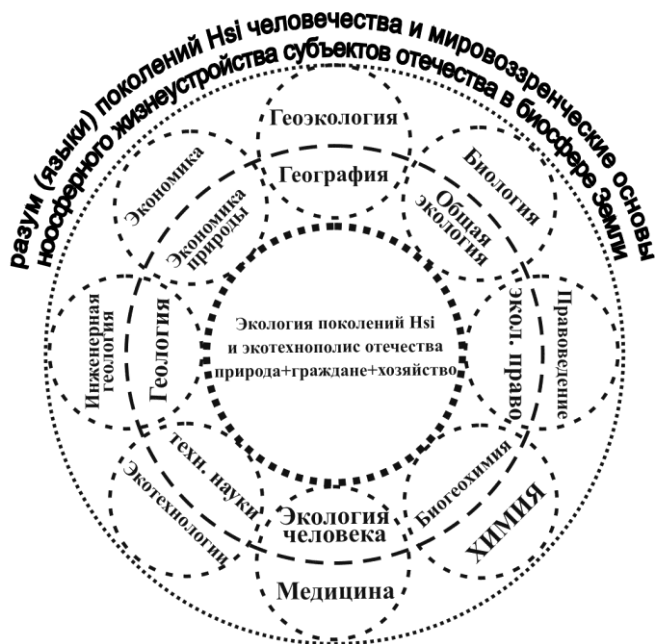 разум (языки) поколений Hsi человечества и мировоззренческие основы
ноосферного жизнеустройства субъектов отечества в биосфере Земли
Геоэкология
География
Биология
Общая
экология
Правоведение
экол. право
ХИМИЯ
Биогеохимия
Экология
человека
Медицина
техн. науки
Экотехнологии
Геология
Инженерная
геология
Экономика
Экономика
природы
Экология поколений Hsi
и экотехнополис отечества
природа+граждане+хозяйство